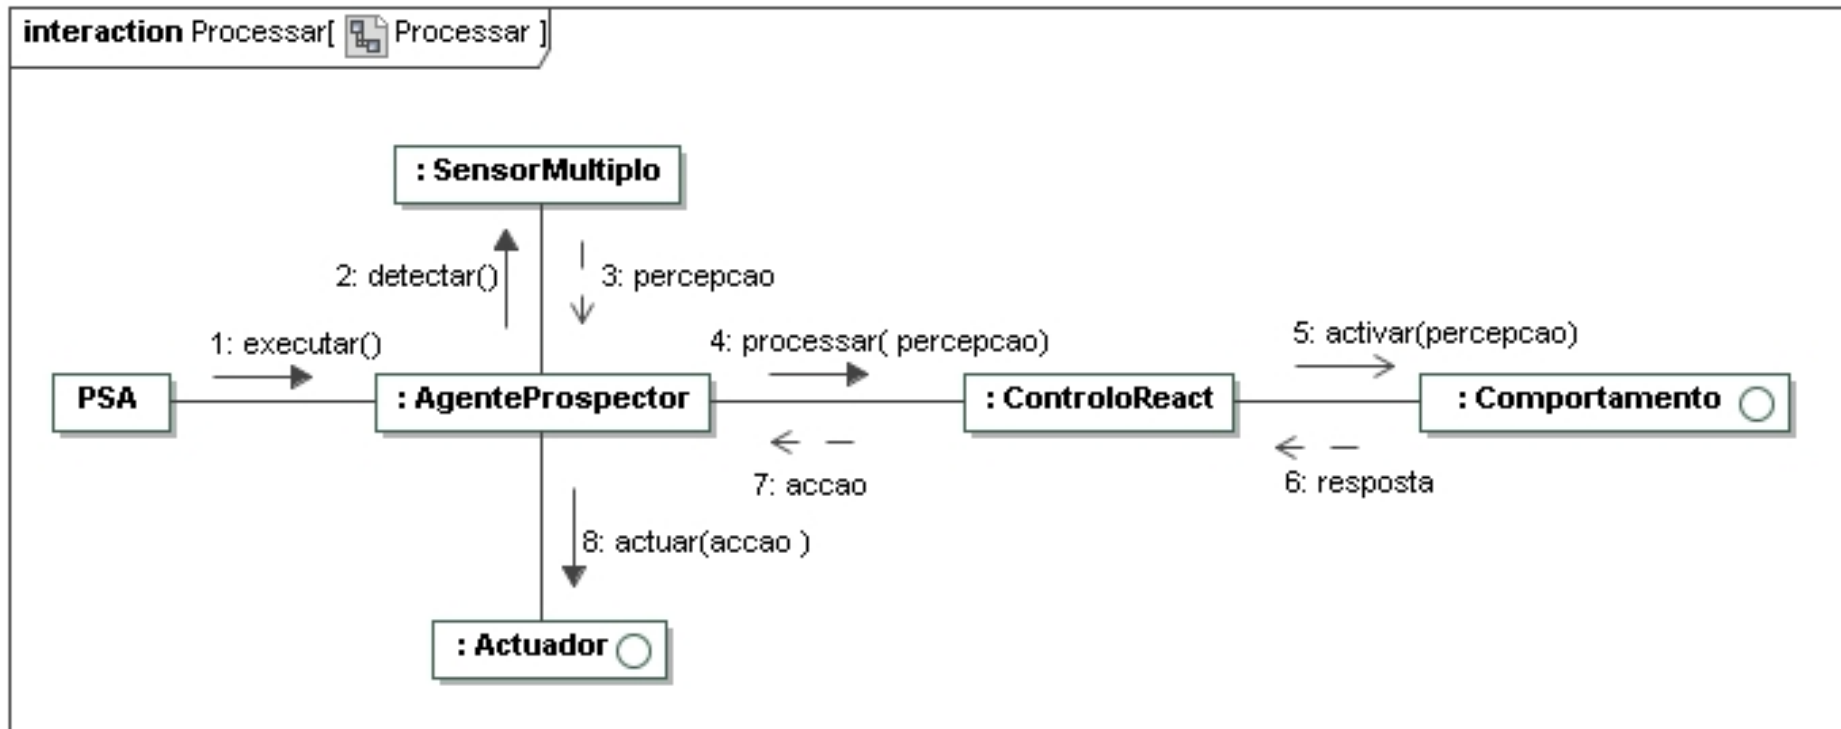 interaction Processar[ Processar ]
: SensorMultiplo
2: detectar()
3: percepcao
1: executar()
4: processar( percepcao)
5: activar(percepcao)
PSA
: AgenteProspector
: ControloReact
: Comportamento
7: accao
6: resposta
8: actuar(accao )
: Actuador